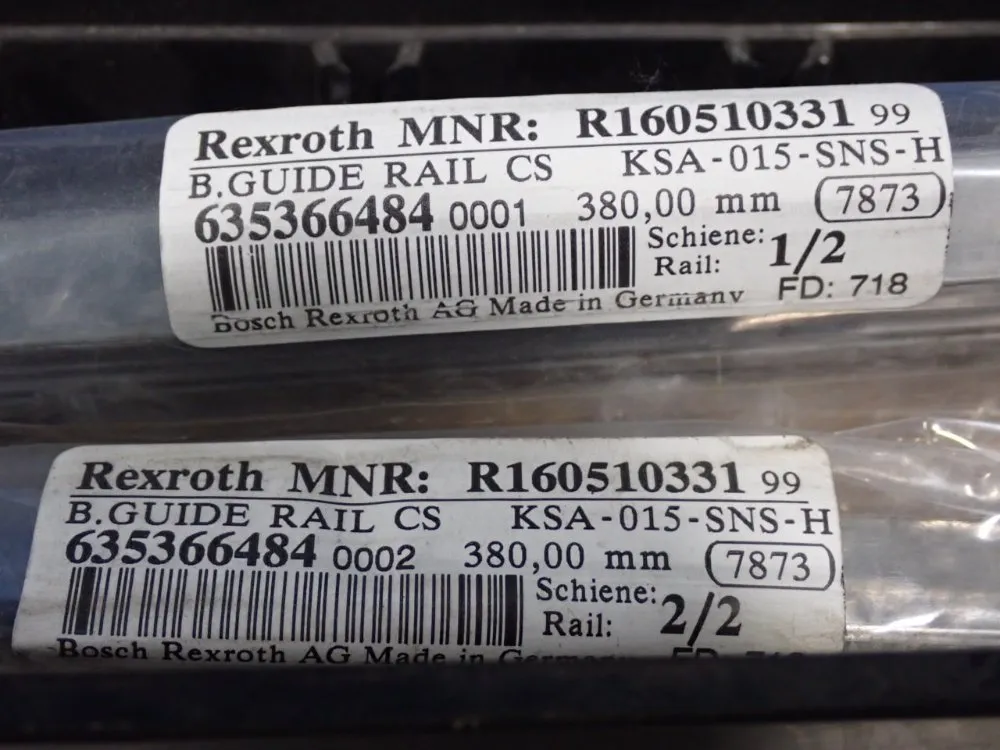 Rexroth MNR: R160510331 99
B.GUIDE RAIL CS KSA-015-SNS-H
635366484 0001 380,00 mm 7873
Schiene: 1/2
Rail:
FD: 718
Bosch Rexroth AG Made in Germany
Rexroth MNR: R160510331 99
B.GUIDE RAIL CS KSA-015-SNS-H
635366484 0002 380,00 mm 7873
Schiene: 2/2
Rail:
Bosch Rexroth AG Made in